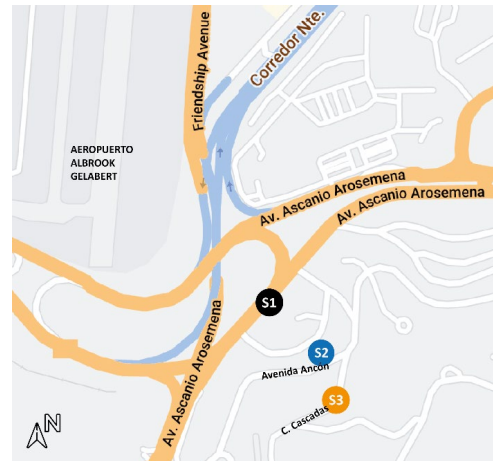 Corredor Nte.
Friendship Avenue
AEROPUERTO
ALBROOK
GELABERT
Av. Ascanio Arosemena
Av. Ascanio Arosemena
S1
Av. Ascanio Arosemena
S2
Avenida Ancón
S3
C. Cascadas
N